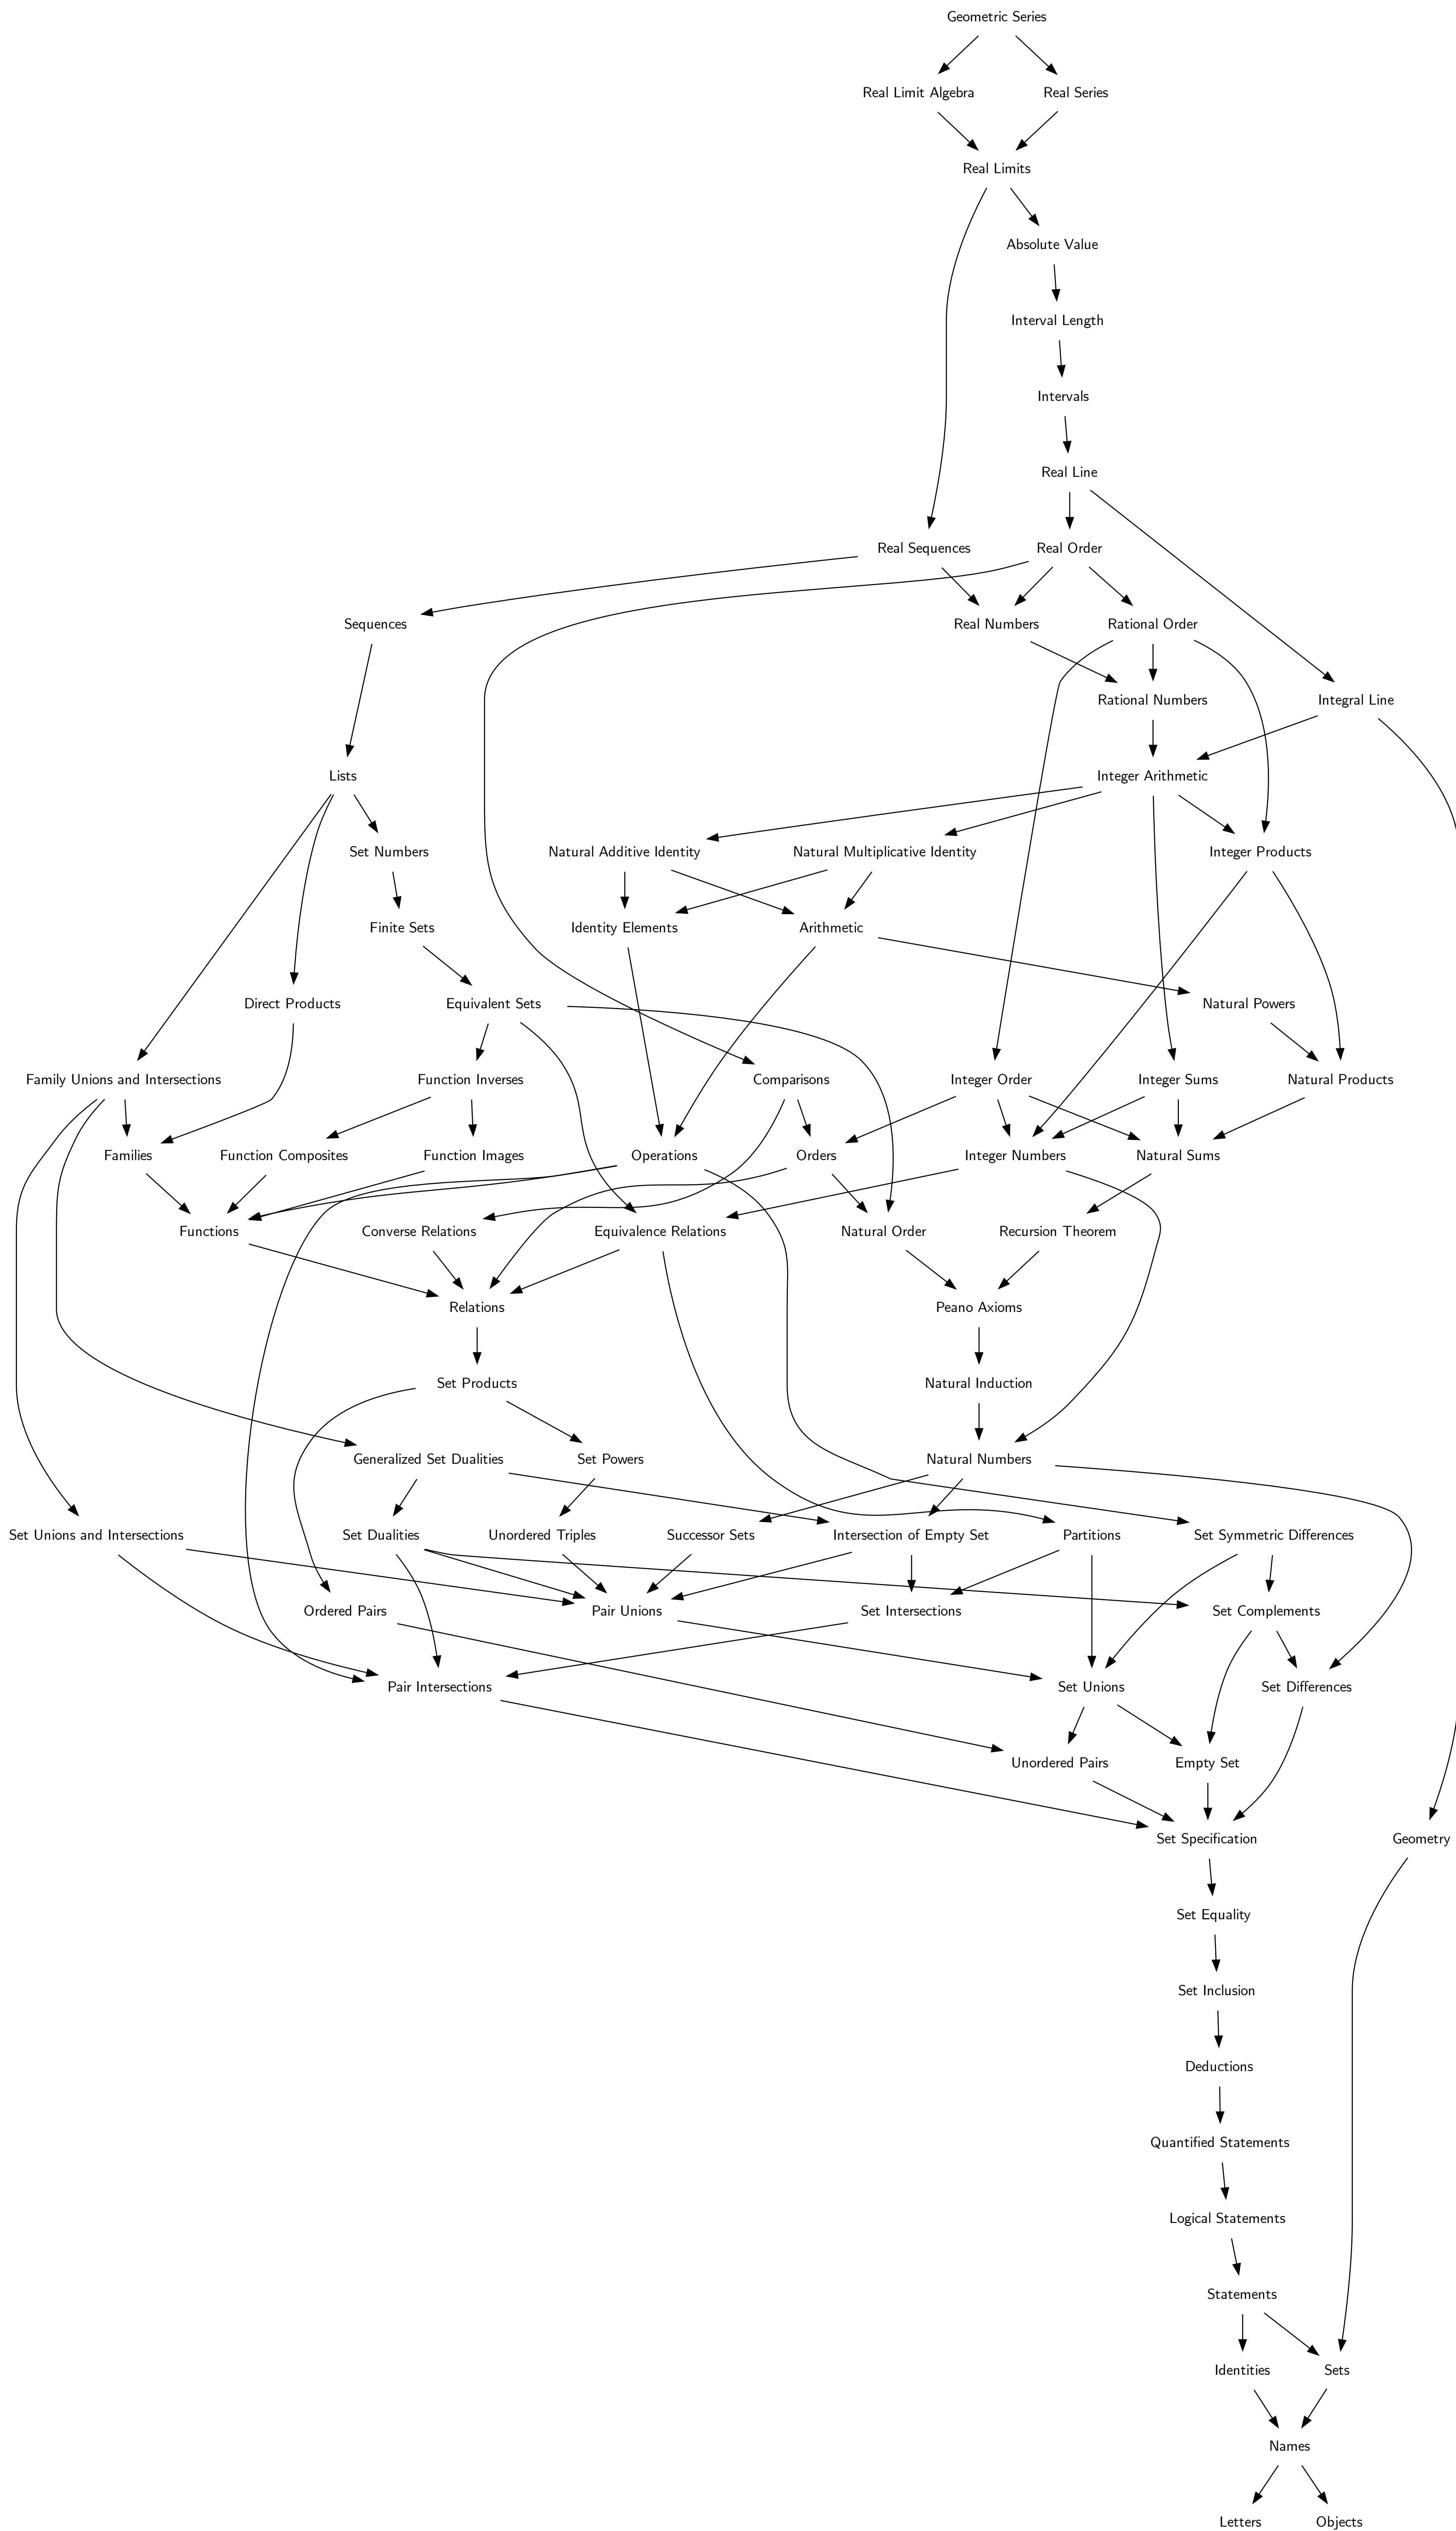 Geometric Series
Real Limit Algebra
Real Series
Real Limits
Absolute Value
Interval Length
Intervals
Real Line
Real Sequences
Real Order
Sequences
Real Numbers
Rational Order
Rational Numbers
Integral Line
Lists
Integer Arithmetic
Set Numbers
Natural Additive Identity
Natural Multiplicative Identity
Integer Products
Finite Sets
Identity Elements
Arithmetic
Direct Products
Equivalent Sets
Natural Powers
Family Unions and Intersections
Function Inverses
Comparisons
Integer Order
Integer Sums
Natural Products
Families
Function Composites
Function Images
Operations
Orders
Integer Numbers
Natural Sums
Functions
Converse Relations
Equivalence Relations
Natural Order
Recursion Theorem
Relations
Peano Axioms
Set Products
Natural Induction
Generalized Set Dualities
Set Powers
Natural Numbers
Set Unions and Intersections
Set Dualities
Unordered Triples
Successor Sets
Intersection of Empty Set
Partitions
Set Symmetric Differences
Ordered Pairs
Pair Unions
Set Intersections
Set Complements
Pair Intersections
Set Unions
Set Differences
Unordered Pairs
Empty Set
Set Specification
Geometry
Set Equality
Set Inclusion
Deductions
Quantified Statements
Logical Statements
Statements
Identities
Sets
Names
Letters
Objects